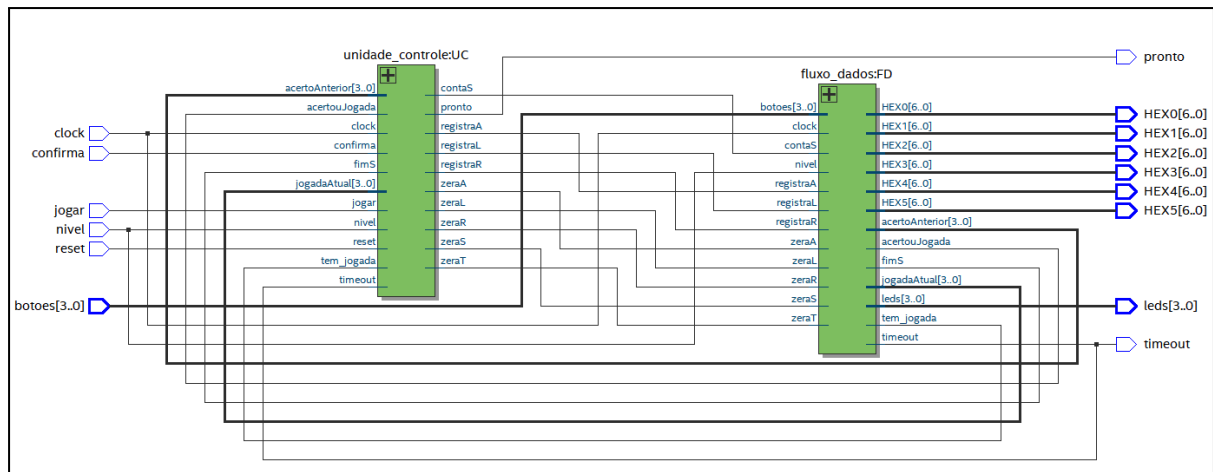 clock
confirma
jogar
nivel
reset
botoes[3..0]
unidade_controle:UC
acertoAnterior[3..0]
acertouJogada
clock
confirma
fimS
jogadaAtual[3..0]
jogar
nivel
reset
tem_jogada
timeout
contaS
pronto
registraA
registraL
registraR
zeraA
zeraL
zeraR
zeraS
zeraT
fluxo_dados:FD
botoes[3..0]
clock
contaS
nivel
registraA
registraL
registraR
zeraA
zeraL
zeraR
zeraS
zeraT
HEX0[6..0]
HEX1[6..0]
HEX2[6..0]
HEX3[6..0]
HEX4[6..0]
HEX5[6..0]
acertoAnterior[3..0]
acertouJogada
fimS
jogadaAtual[3..0]
leds[3..0]
tem_jogada
timeout
pronto
HEX0[6..0]
HEX1[6..0]
HEX2[6..0]
HEX3[6..0]
HEX4[6..0]
HEX5[6..0]
leds[3..0]
timeout